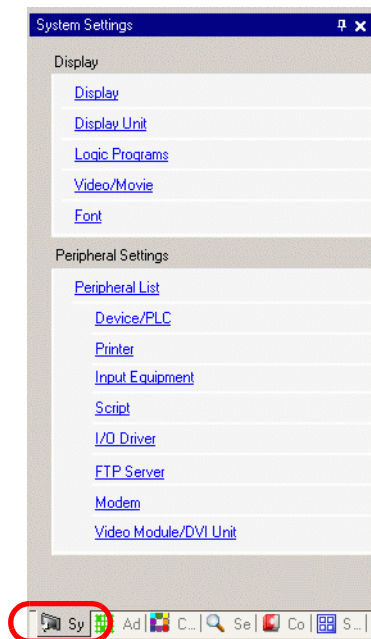 System Settings
Display
Display
Display Unit
Logic Programs
Video/Movie
Font
Peripheral Settings
Peripheral List
Device/PLC
Printer
Input Equipment
Script
I/O Driver
FTP Server
Modem
Video Module/DVI Unit
Sy Ad C... Se Co S...